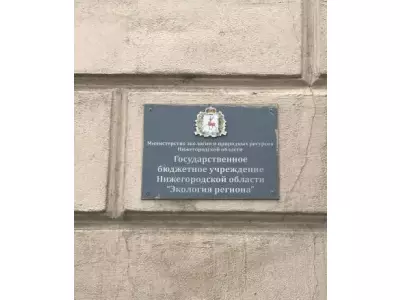 Министерство экологии и природных ресурсов
Нижегородской области
Государственное
бюджетное учреждение
Нижегородской области
"Экология региона"